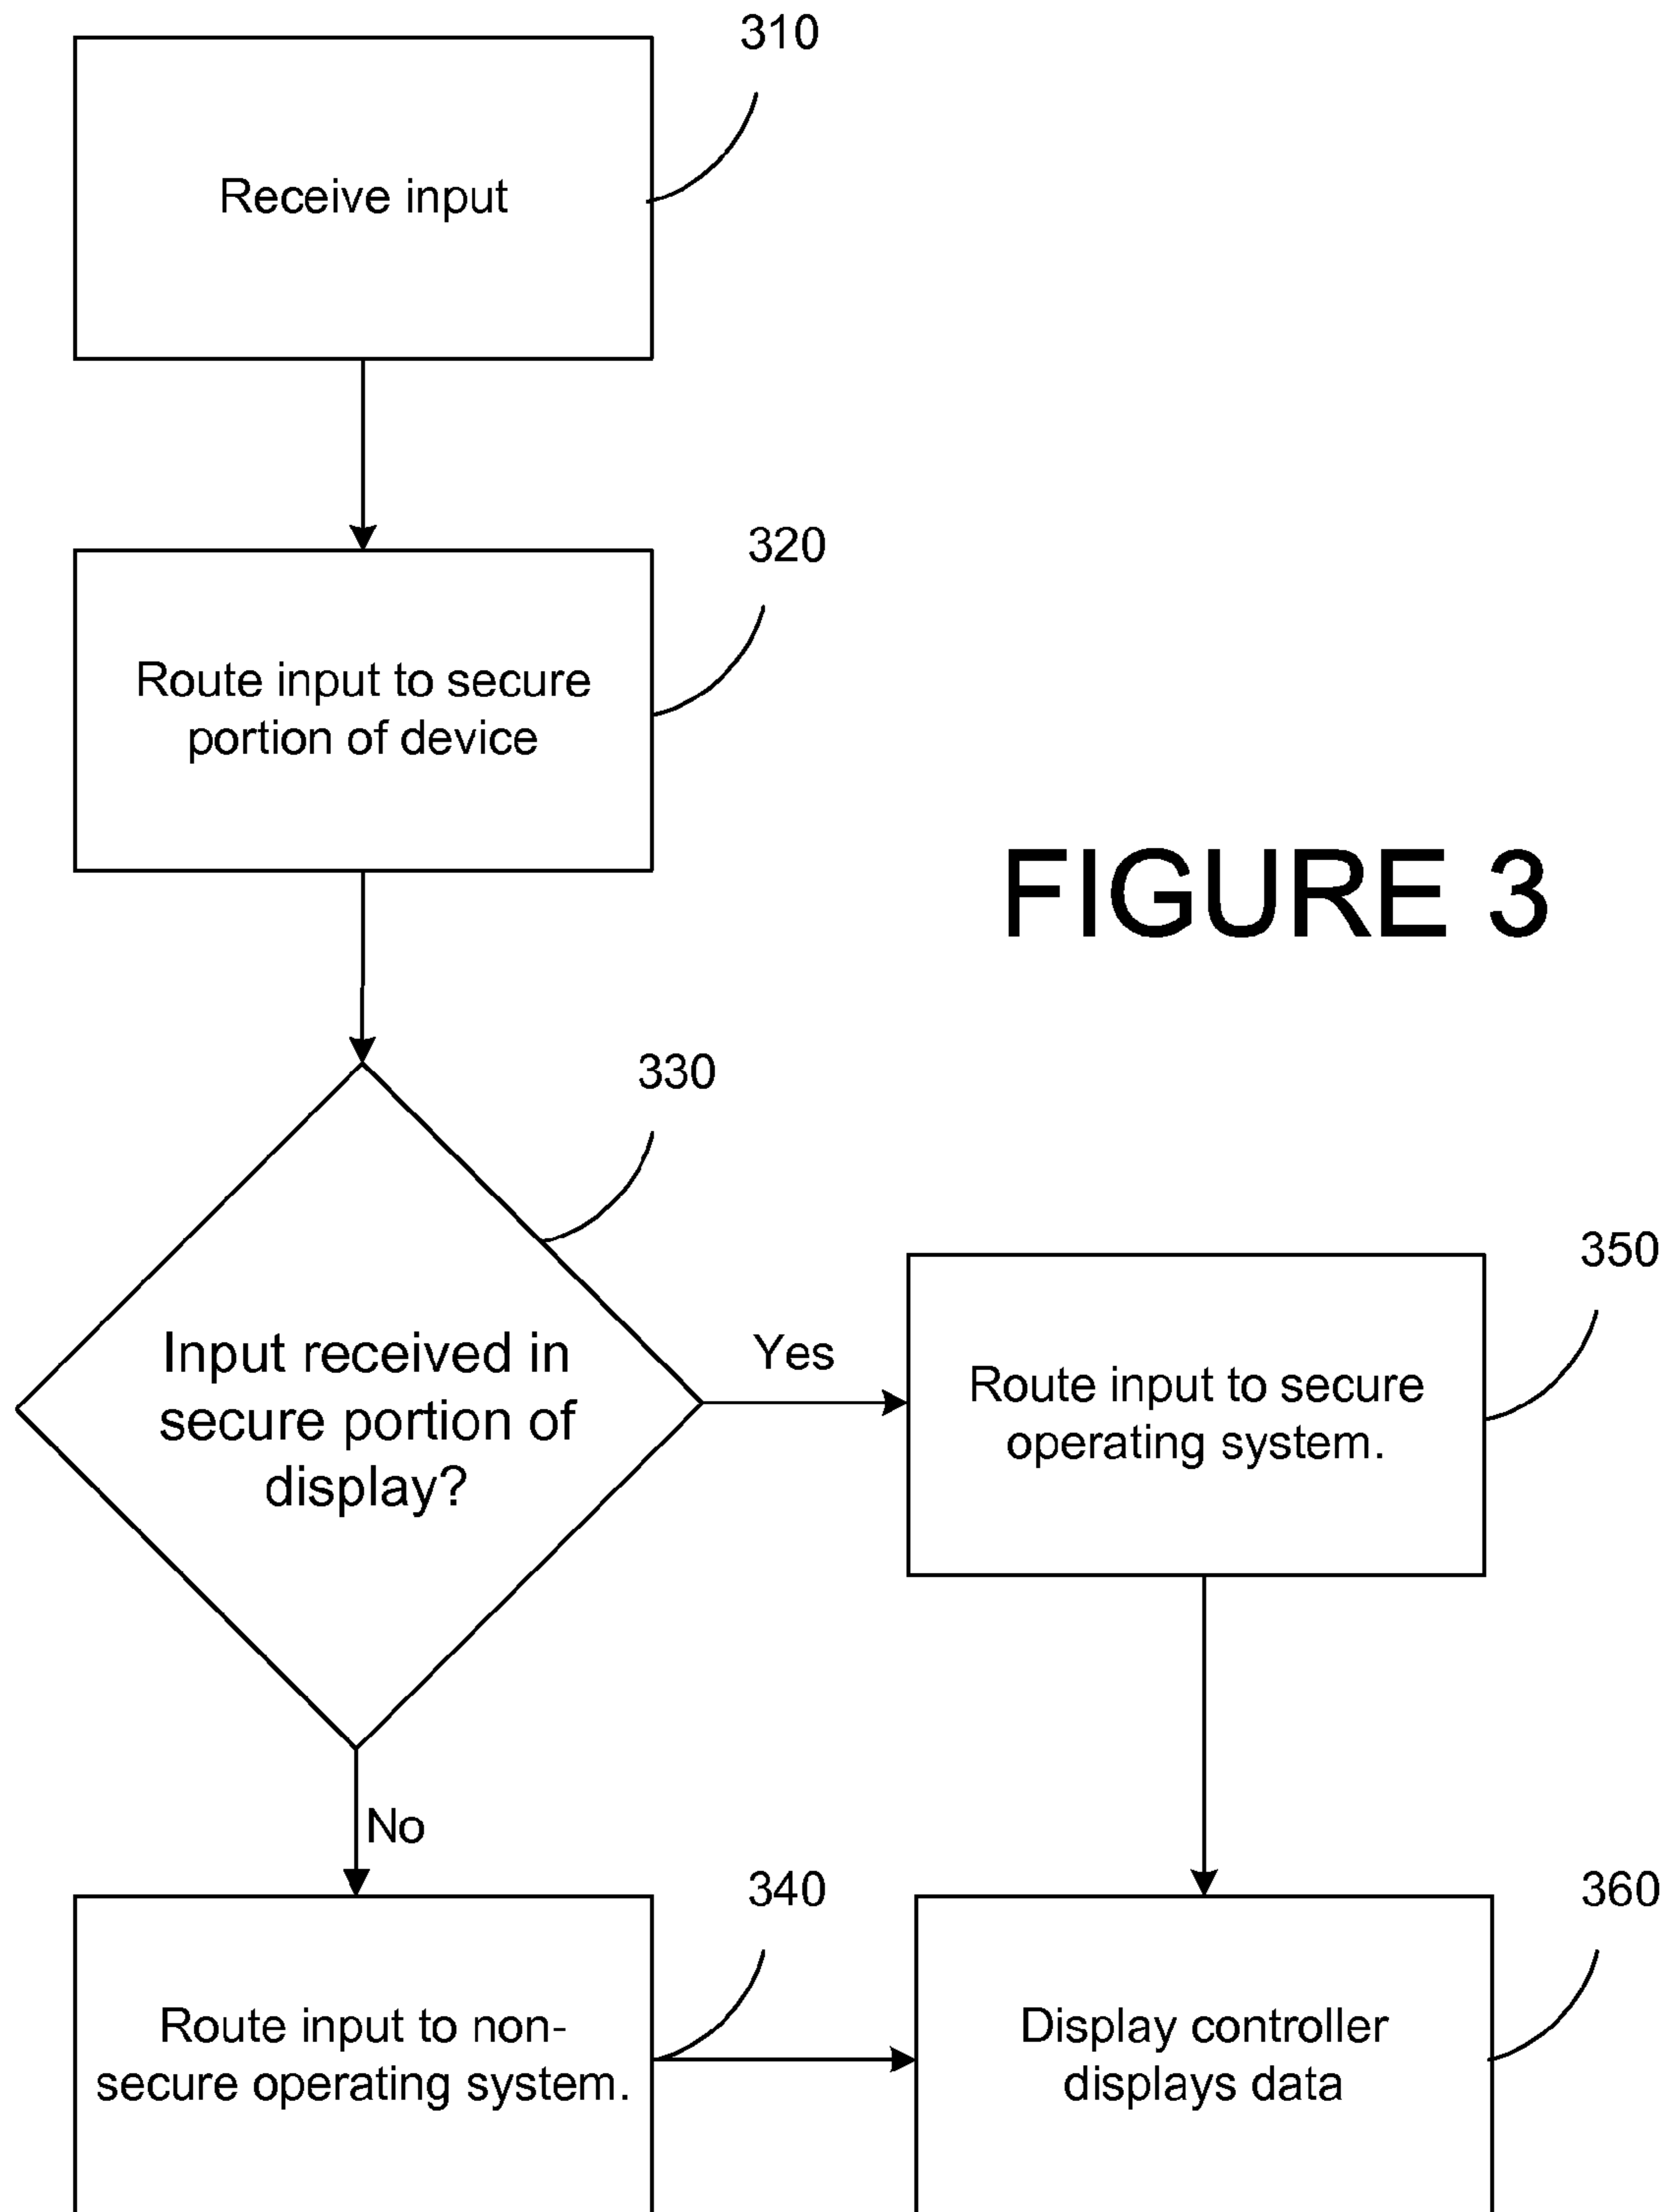 310
Receive input
320
Route input to secure
portion of device
FIGURE 3
330
Input received in
secure portion of
display?
Yes
350
Route input to secure
operating system.
No
340
Route input to non-
secure operating system.
360
Display controller
displays data